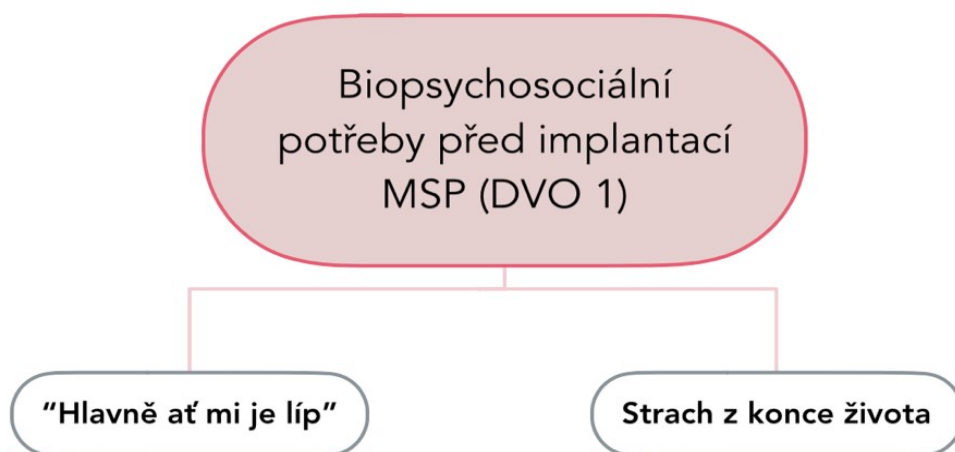 Biopsychosociální
potřeby před implantací
MSP (DVO 1)
“Hlavně ať mi je líp”
Strach z konce života